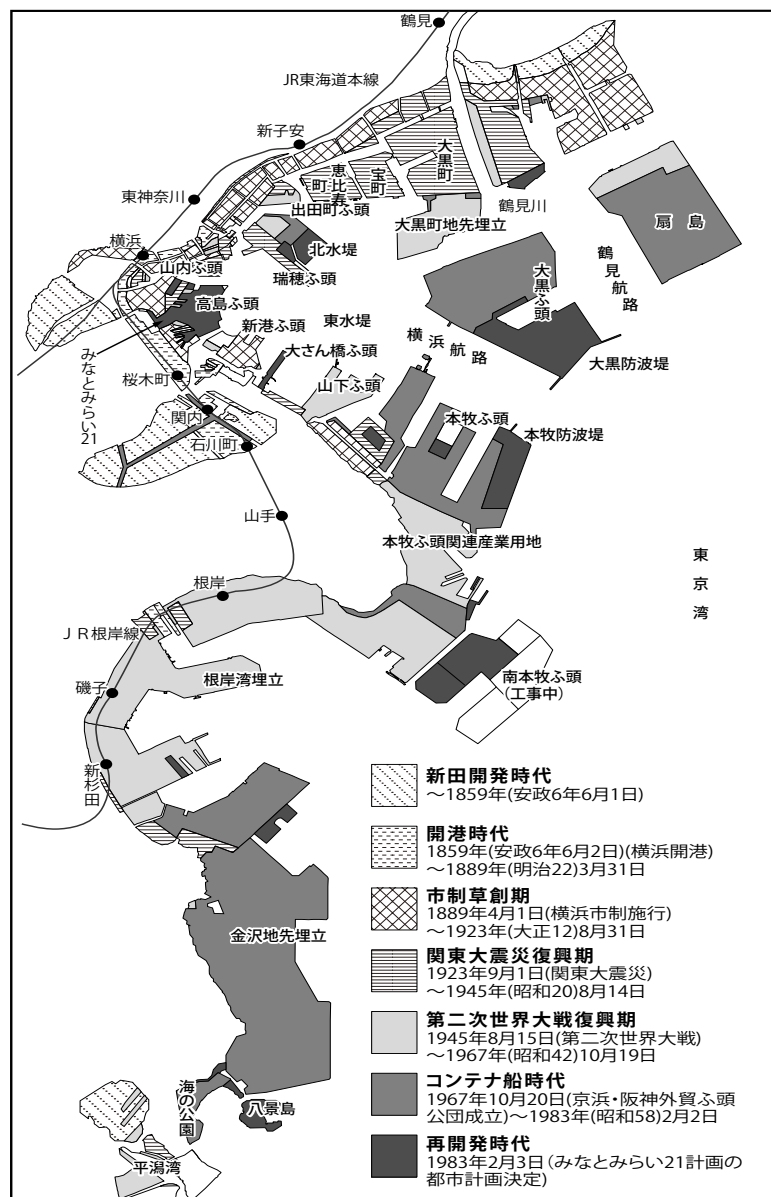 鶴見
JR東海道本線
新子安
東神奈川
横浜
恵比寿町
宝町
大黒町
出田町ふ頭
鶴見川
大黒町地先埋立
扇島
北水堤
瑞穂ふ頭
山内ふ頭
高島ふ頭
鶴見航路
大黒ふ頭
新港ふ頭
東水堤
横浜航路
大さん橋ふ頭
大黒防波堤
みなとみらい21
桜木町
山下ふ頭
関内
本牧ふ頭
本牧防波堤
石川町
山手
本牧ふ頭関連産業用地
東京湾
根岸
JR根岸線
根岸湾埋立
磯子
南本牧ふ頭
(工事中)
新杉田
金沢地先埋立
海の公園
八景島
平潟湾
新田開発時代
～1859年(安政6年6月1日)
開港時代
1859年(安政6年6月2日)(横浜開港)
～1889年(明治22)3月31日
市制草創期
1889年4月1日(横浜市制施行)
～1923年(大正12)8月31日
関東大震災復興期
1923年9月1日(関東大震災)
～1945年(昭和20)8月14日
第二次世界大戦復興期
1945年8月15日(第二次世界大戦)
～1967年(昭和42)10月19日
コンテナ船時代
1967年10月20日(京浜・阪神外貿ふ頭
公団成立)～1983年(昭和58)2月2日
再開発時代
1983年2月3日(みなとみらい21計画の
都市計画決定)